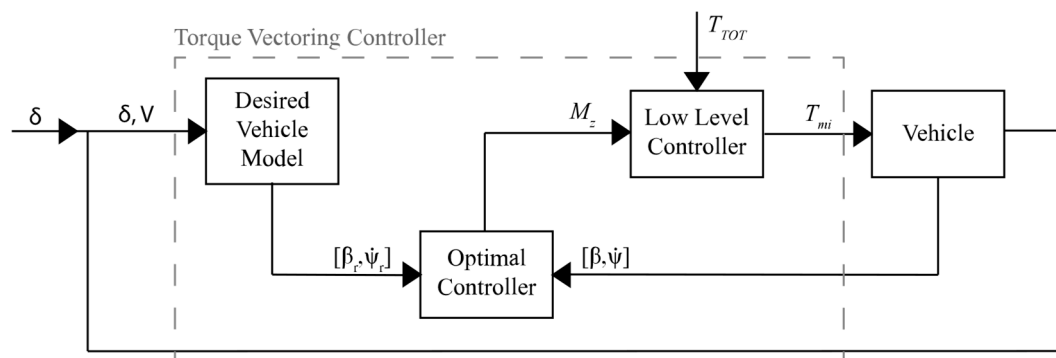 Torque Vectoring Controller
T_TOT
δ
δ, V
Desired
Vehicle
Model
M_z
Low Level
Controller
T_mi
Vehicle
[β_r,ψ̇_r]
Optimal
Controller
[β,ψ̇]